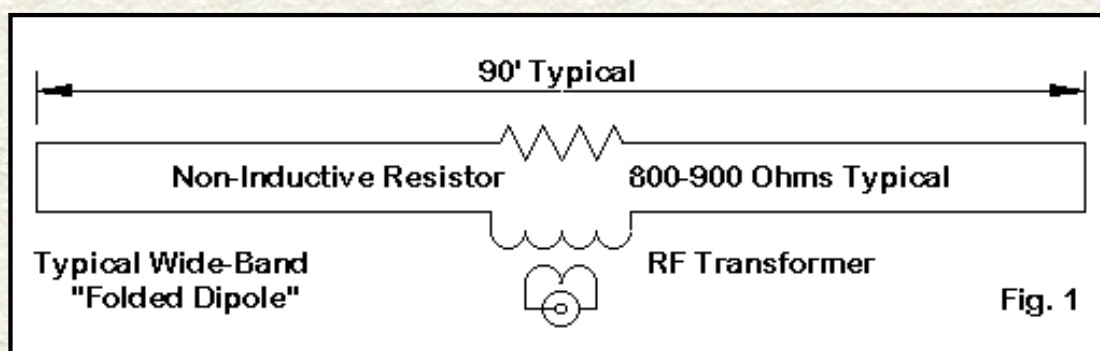 90' Typical
Non-Inductive Resistor 800-900 Ohms Typical
Typical Wide-Band
"Folded Dipole"
RF Transformer
Fig. 1